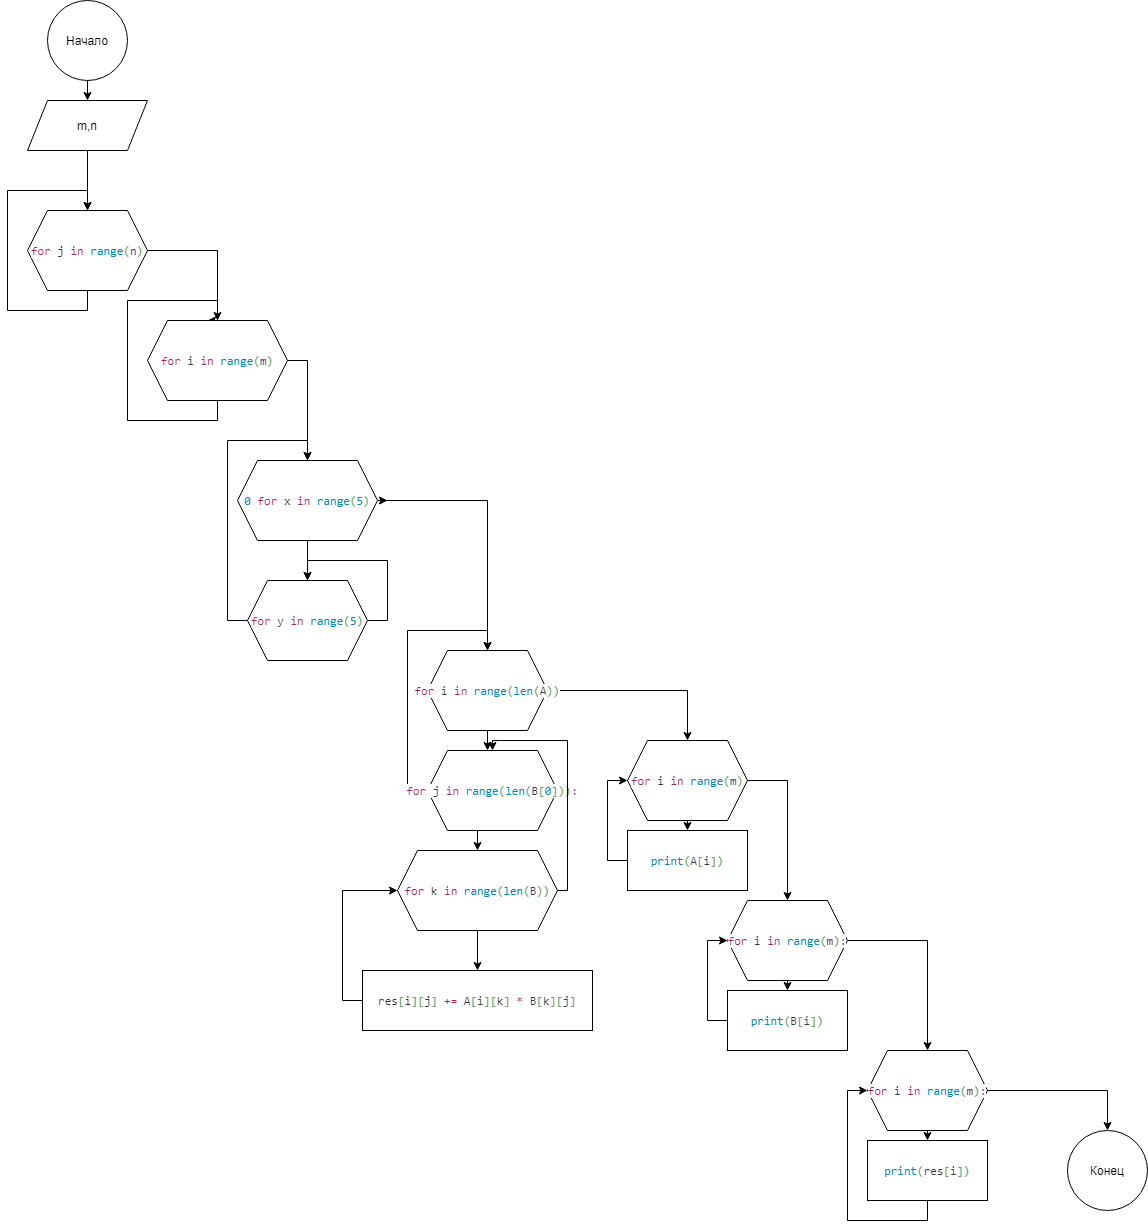 Начало
m,n
for j in range(n)
for i in range(m)
0 for x in range(5)
for y in range(5)
for i in range(len(A))
for j in range(len(B[0])):
for i in range(m)
print(A[i])
for k in range(len(B))
for i in range(m):
res[i][j] += A[i][k] * B[k][j]
print(B[i])
for i in range(m):
print(res[i])
Конец